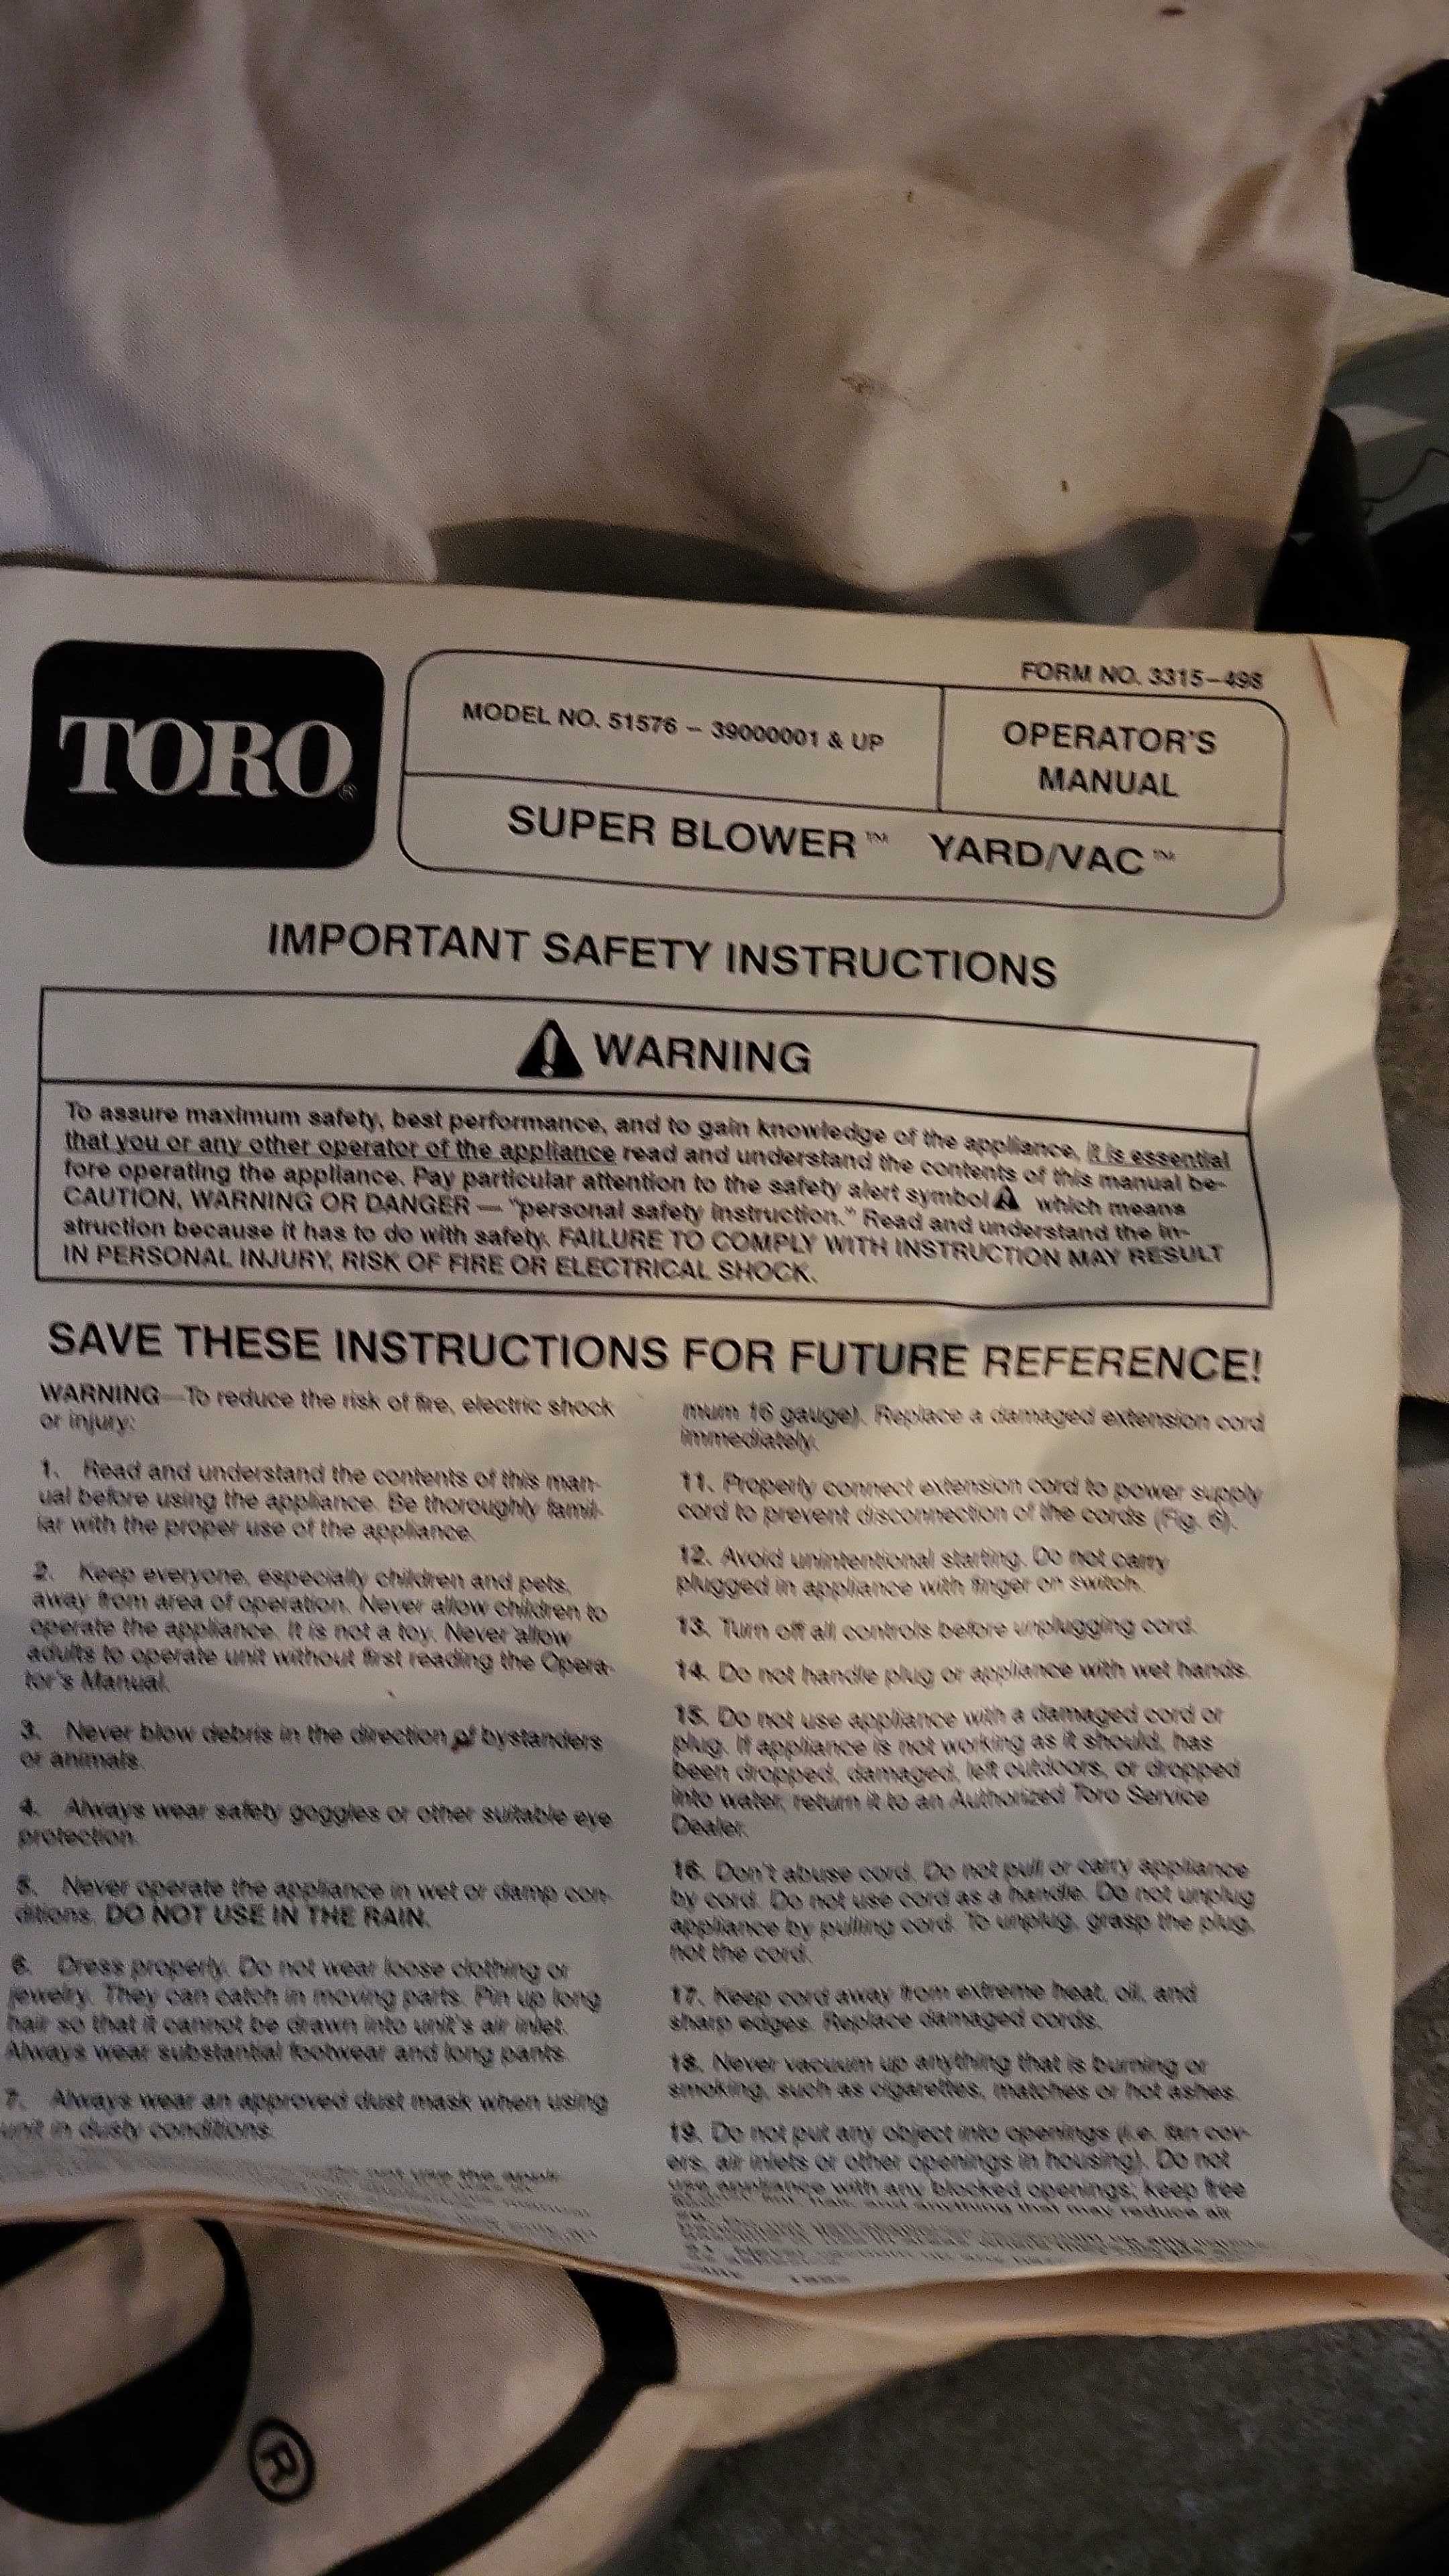 FORM NO. 3315–498
TORO®
MODEL NO. 51576 – 39000001 & UP
OPERATOR'S
MANUAL
SUPER BLOWER™ YARD/VAC™
IMPORTANT SAFETY INSTRUCTIONS
WARNING
To assure maximum safety, best performance, and to gain knowledge of the appliance, it is essential
that you or any other operator of the appliance read and understand the contents of this manual be-
fore operating the appliance. Pay particular attention to the safety alert symbol which means
CAUTION, WARNING OR DANGER — "personal safety instruction." Read and understand the in-
struction because it has to do with safety. FAILURE TO COMPLY WITH INSTRUCTION MAY RESULT
IN PERSONAL INJURY, RISK OF FIRE OR ELECTRICAL SHOCK.
SAVE THESE INSTRUCTIONS FOR FUTURE REFERENCE!
WARNING—To reduce the risk of fire, electric shock
or injury:
1. Read and understand the contents of this man-
ual before using the appliance. Be thoroughly famil-
iar with the proper use of the appliance.
2. Keep everyone, especially children and pets,
away from area of operation. Never allow children to
operate the appliance. It is not a toy. Never allow
adults to operate unit without first reading the Opera-
tor's Manual.
3. Never blow debris in the direction of bystanders
or animals.
4. Always wear safety goggles or other suitable eye
protection.
5. Never operate the appliance in wet or damp con-
ditions. DO NOT USE IN THE RAIN.
6. Dress properly. Do not wear loose clothing or
jewelry. They can catch in moving parts. Pin up long
hair so that it cannot be drawn into unit's air inlet.
Always wear substantial footwear and long pants.
7. Always wear an approved dust mask when using
unit in dusty conditions.
not use the
mum 16 gauge). Replace a damaged extension cord
immediately.
11. Properly connect extension cord to power supply
cord to prevent disconnection of the cords (Fig. 6).
12. Avoid unintentional starting. Do not carry
plugged in appliance with finger on switch.
13. Turn off all controls before unplugging cord.
14. Do not handle plug or appliance with wet hands.
15. Do not use appliance with a damaged cord or
plug. If appliance is not working as it should, has
been dropped, damaged, left outdoors, or dropped
into water, return it to an Authorized Toro Service
Dealer.
16. Don't abuse cord. Do not pull or carry appliance
by cord. Do not use cord as a handle. Do not unplug
appliance by pulling cord. To unplug, grasp the plug,
not the cord.
17. Keep cord away from extreme heat, oil, and
sharp edges. Replace damaged cords.
18. Never vacuum up anything that is burning or
smoking, such as cigarettes, matches or hot ashes.
19. Do not put any object into openings (i.e. fan cov-
ers, air inlets or other openings in housing). Do not
use appliance with any blocked openings; keep free
hair, and anything that may reduce air
®